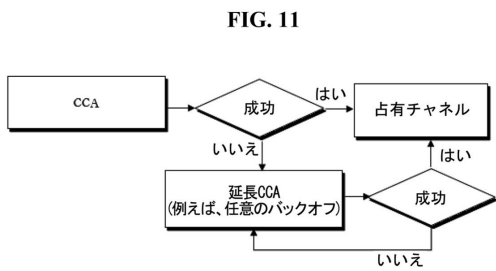 FIG. 11
CCA
成功
はい
占有チャネル
いいえ
はい
延長CCA
(例えば、任意のバックオフ)
成功
いいえ